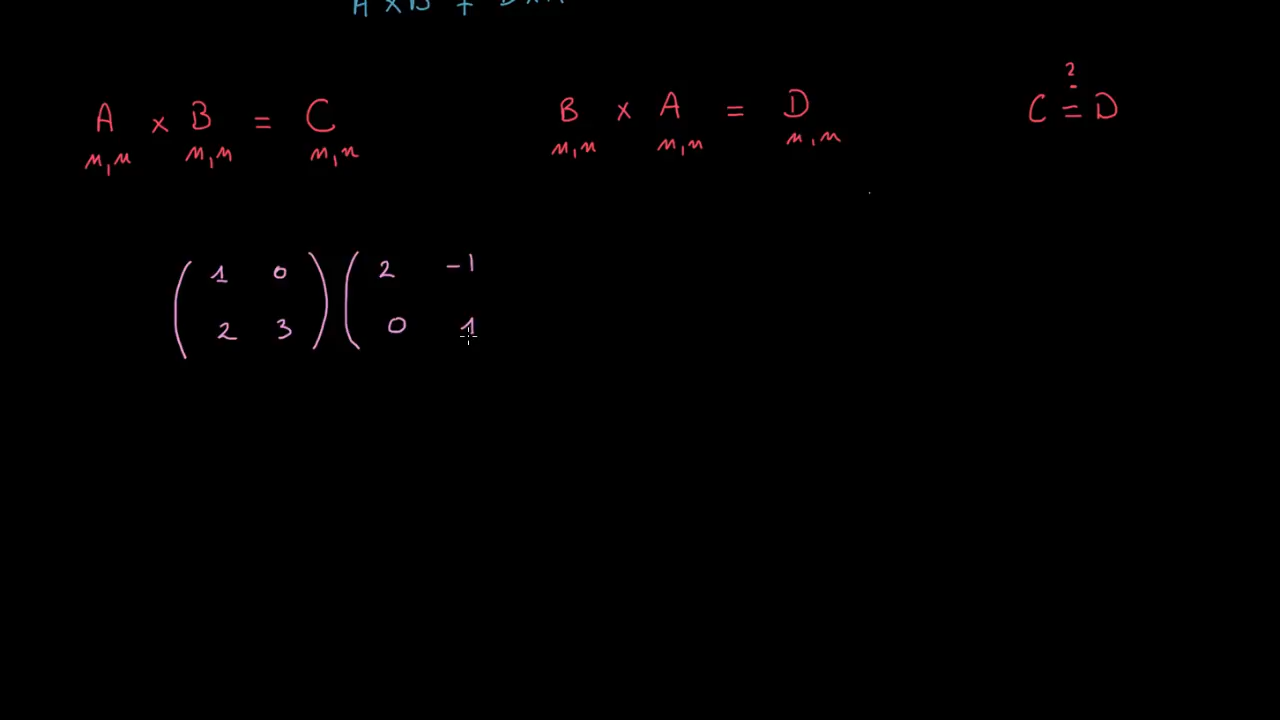 A × B = C B × A = D C ≟ D
n,n n,n n,n n,n n,n n,n
( 1 0 ) ( 2 -1
2 3 0 1